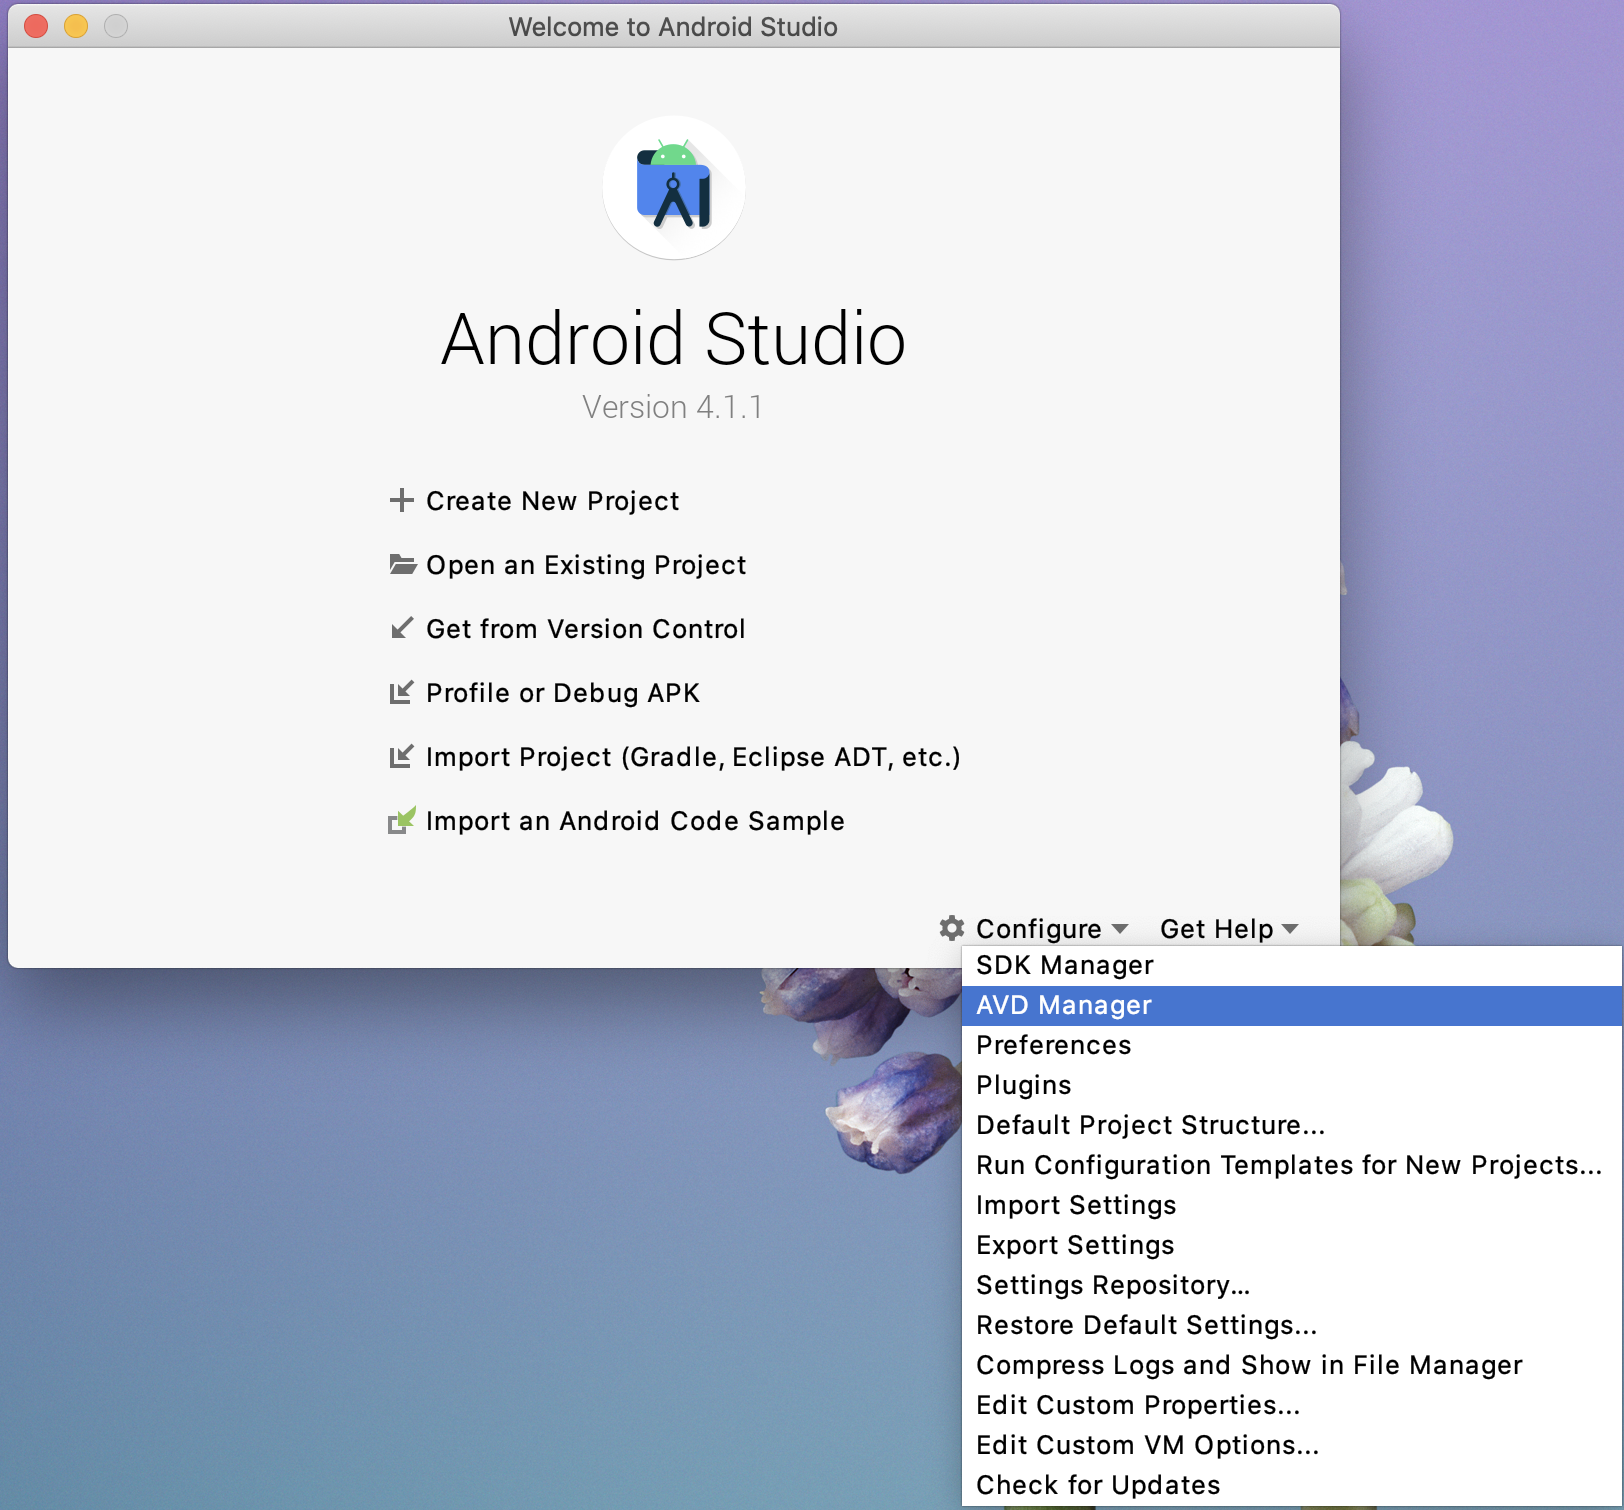 Welcome to Android Studio
Android Studio
Version 4.1.1
Create New Project
Open an Existing Project
Get from Version Control
Profile or Debug APK
Import Project (Gradle, Eclipse ADT, etc.)
Import an Android Code Sample
Configure Get Help
SDK Manager
AVD Manager
Preferences
Plugins
Default Project Structure...
Run Configuration Templates for New Projects...
Import Settings
Export Settings
Settings Repository...
Restore Default Settings...
Compress Logs and Show in File Manager
Edit Custom Properties...
Edit Custom VM Options...
Check for Updates